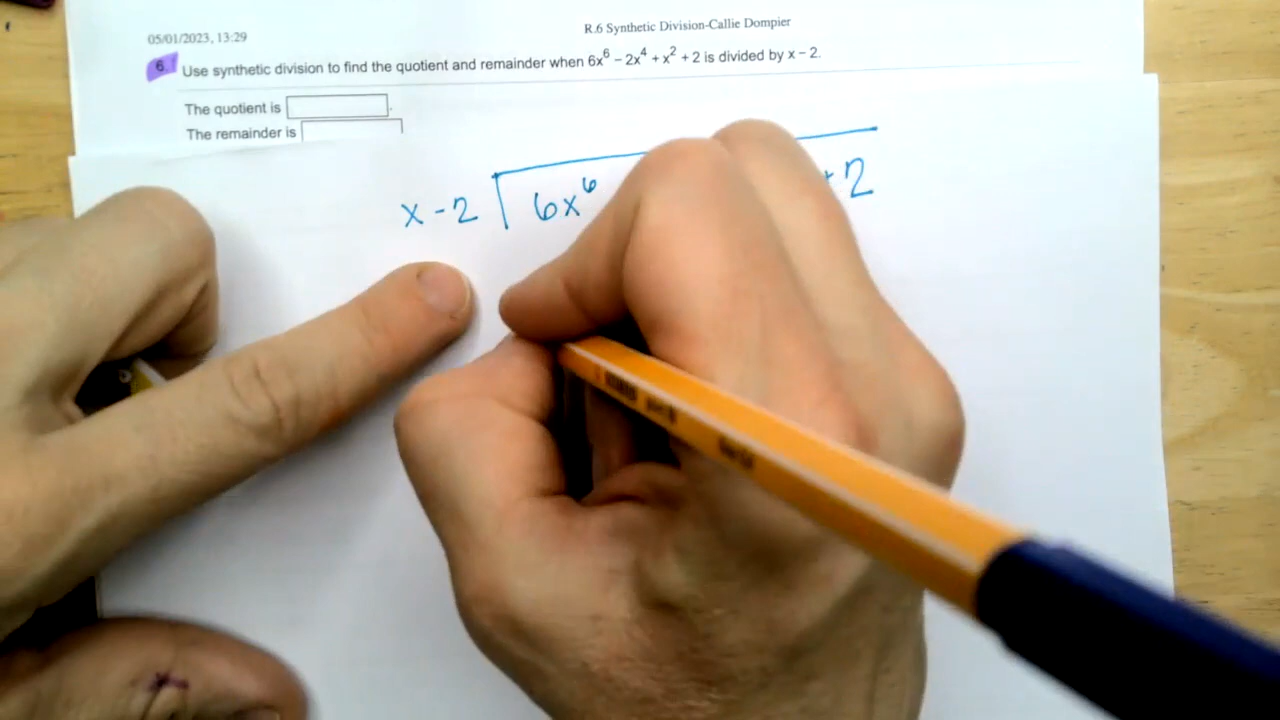 05/01/2023, 13:29
R.6 Synthetic Division-Callie Dompier
6. Use synthetic division to find the quotient and remainder when 6x⁶ − 2x⁴ + x² + 2 is divided by x − 2.
The quotient is
The remainder is
x - 2 6x⁶ + 2